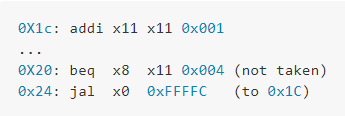 0X1c: addi x11 x11 0x001
...
0X20: beq x8 x11 0x004 (not taken)
0x24: jal x0 0xFFFFC (to 0x1C)